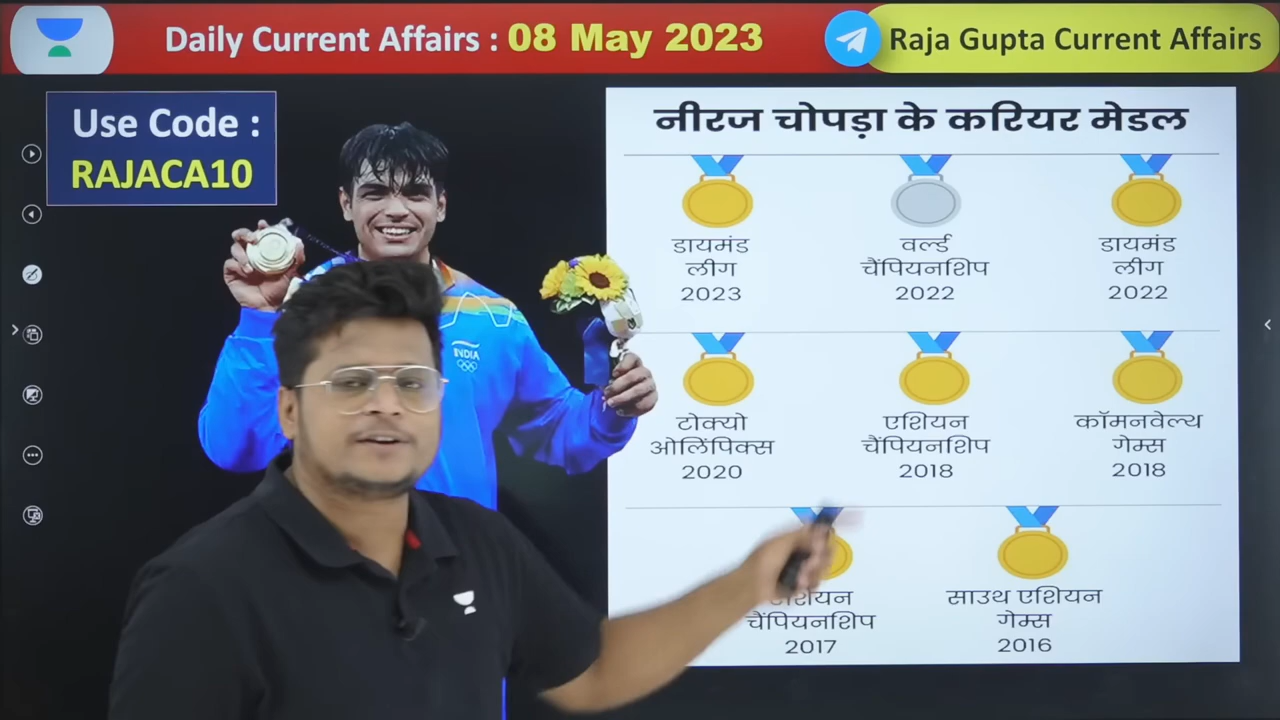 Daily Current Affairs : 08 May 2023
Raja Gupta Current Affairs
Use Code :
RAJACA10
INDIA
नीरज चोपड़ा के करियर मेडल
डायमंड
लीग
2023
वर्ल्ड
चैंपियनशिप
2022
डायमंड
लीग
2022
टोक्यो
ओलिंपिक्स
2020
एशियन
चैंपियनशिप
2018
कॉमनवेल्थ
गेम्स
2018
चैंपियनशिप
2017
साउथ एशियन
गेम्स
2016